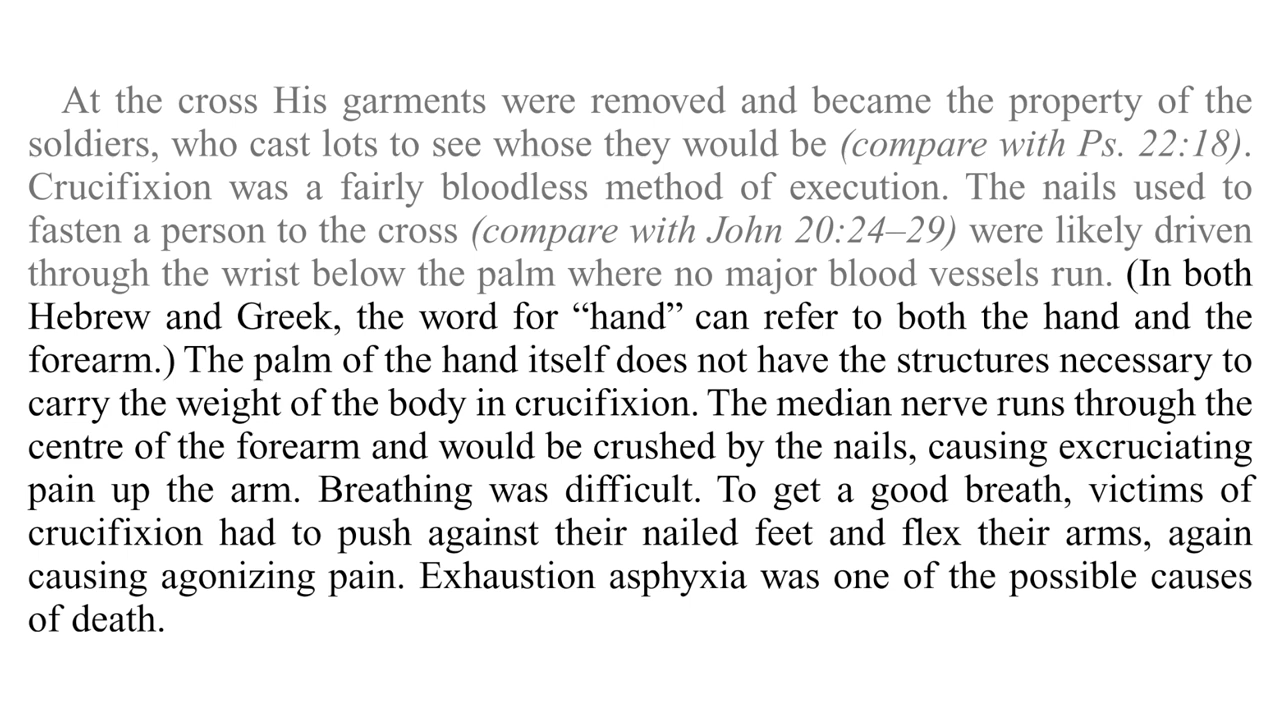 At the cross His garments were removed and became the property of the
soldiers, who cast lots to see whose they would be (compare with Ps. 22:18).
Crucifixion was a fairly bloodless method of execution. The nails used to
fasten a person to the cross (compare with John 20:24–29) were likely driven
through the wrist below the palm where no major blood vessels run. (In both
Hebrew and Greek, the word for “hand” can refer to both the hand and the
forearm.) The palm of the hand itself does not have the structures necessary to
carry the weight of the body in crucifixion. The median nerve runs through the
centre of the forearm and would be crushed by the nails, causing excruciating
pain up the arm. Breathing was difficult. To get a good breath, victims of
crucifixion had to push against their nailed feet and flex their arms, again
causing agonizing pain. Exhaustion asphyxia was one of the possible causes
of death.